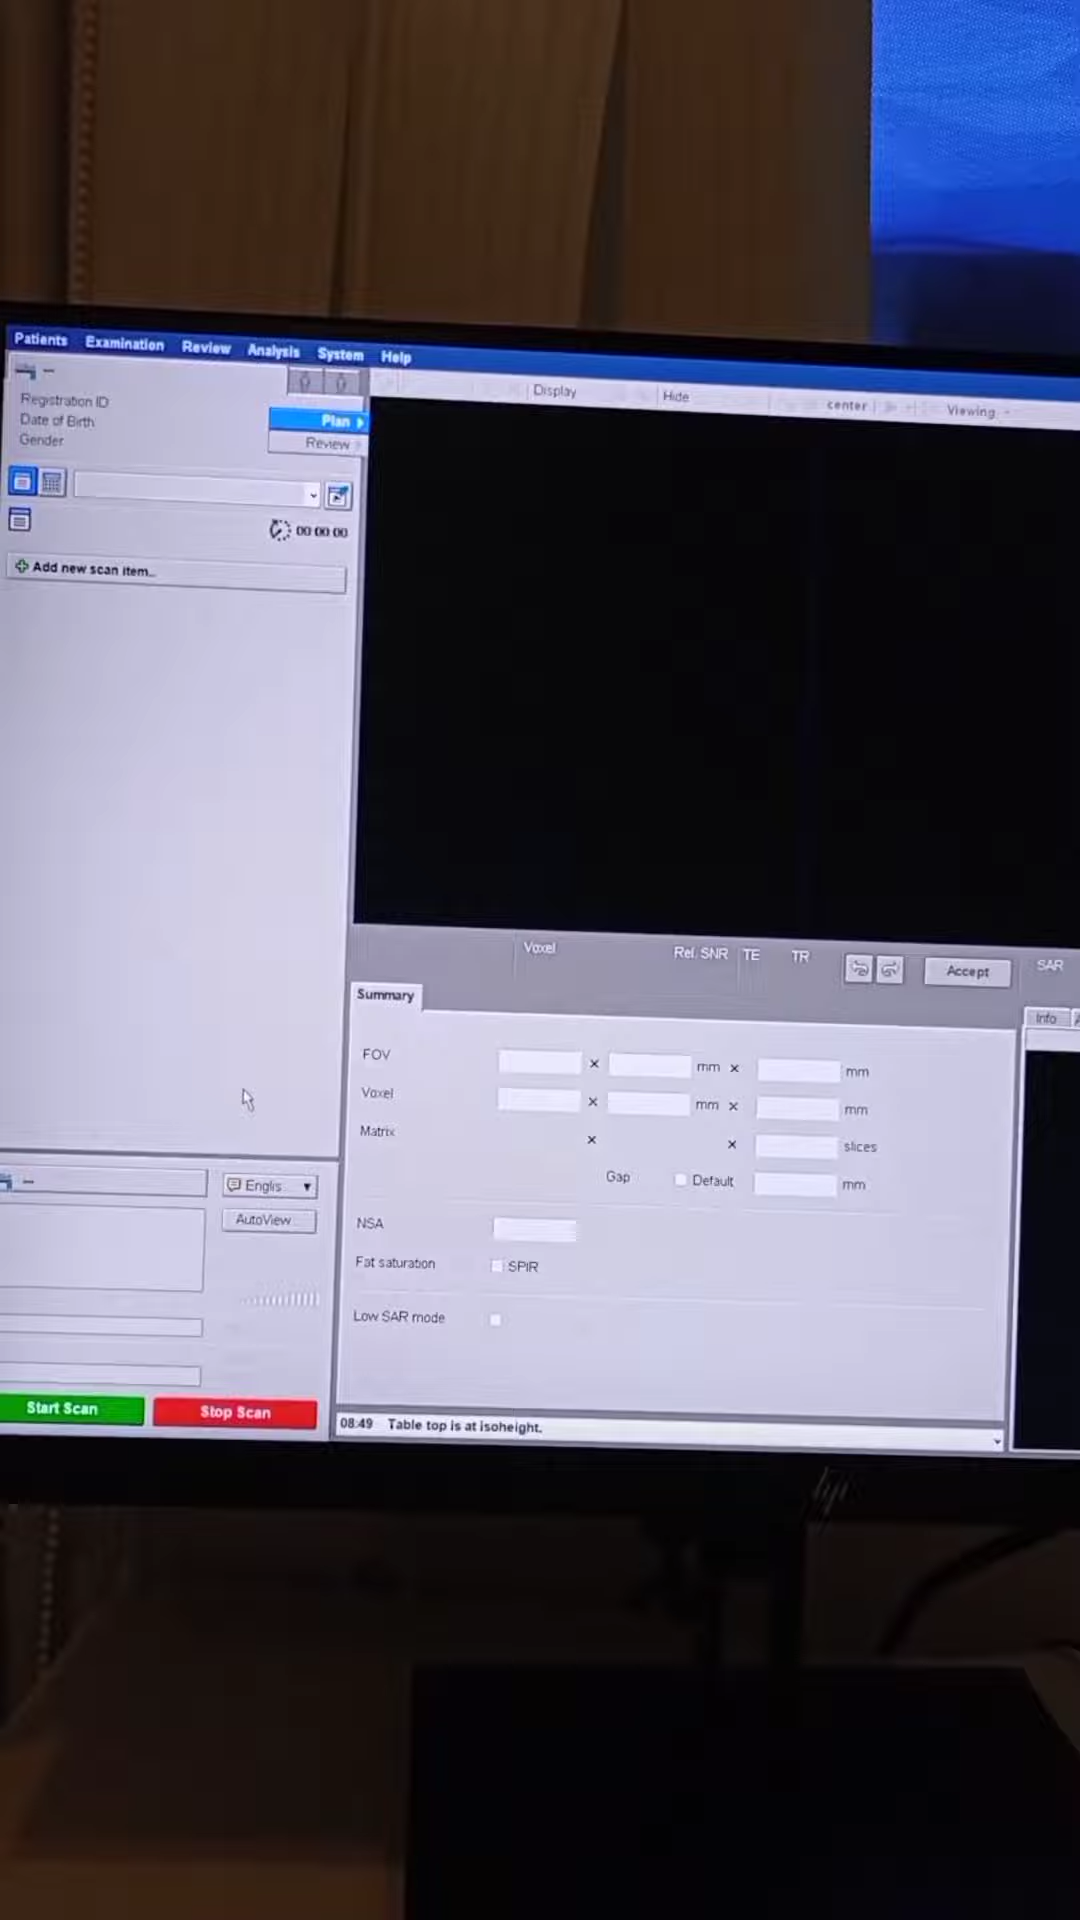 Patients Examination Review Analysis System Help
Registration ID
Date of Birth
Gender
Plan
Review
Display Hide center Viewing
00 00 00
Add new scan item...
Voxel Rel. SNR TE TR Accept SAR
Summary
Info
FOV × mm × mm
Voxel × mm × mm
Matrix × × slices
Gap Default mm
NSA
Fat saturation SPIR
Low SAR mode
Englis
AutoView
Start Scan Stop Scan
08:49 Table top is at isoheight.
hp